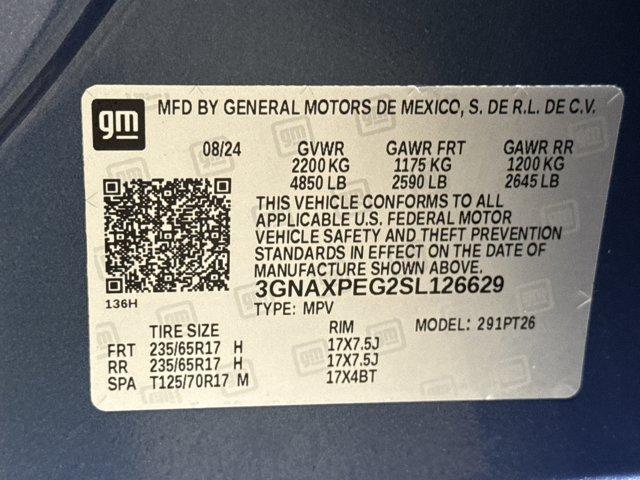 gm
MFD BY GENERAL MOTORS DE MEXICO, S. DE R.L. DE C.V.
08/24 GVWR GAWR FRT GAWR RR
2200 KG 1175 KG 1200 KG
4850 LB 2590 LB 2645 LB
THIS VEHICLE CONFORMS TO ALL
APPLICABLE U.S. FEDERAL MOTOR
VEHICLE SAFETY AND THEFT PREVENTION
STANDARDS IN EFFECT ON THE DATE OF
MANUFACTURE SHOWN ABOVE.
136H
3GNAXPEG2SL126629
TYPE: MPV
TIRE SIZE RIM MODEL: 291PT26
FRT 235/65R17 H 17X7.5J
RR 235/65R17 H 17X7.5J
SPA T125/70R17 M 17X4BT